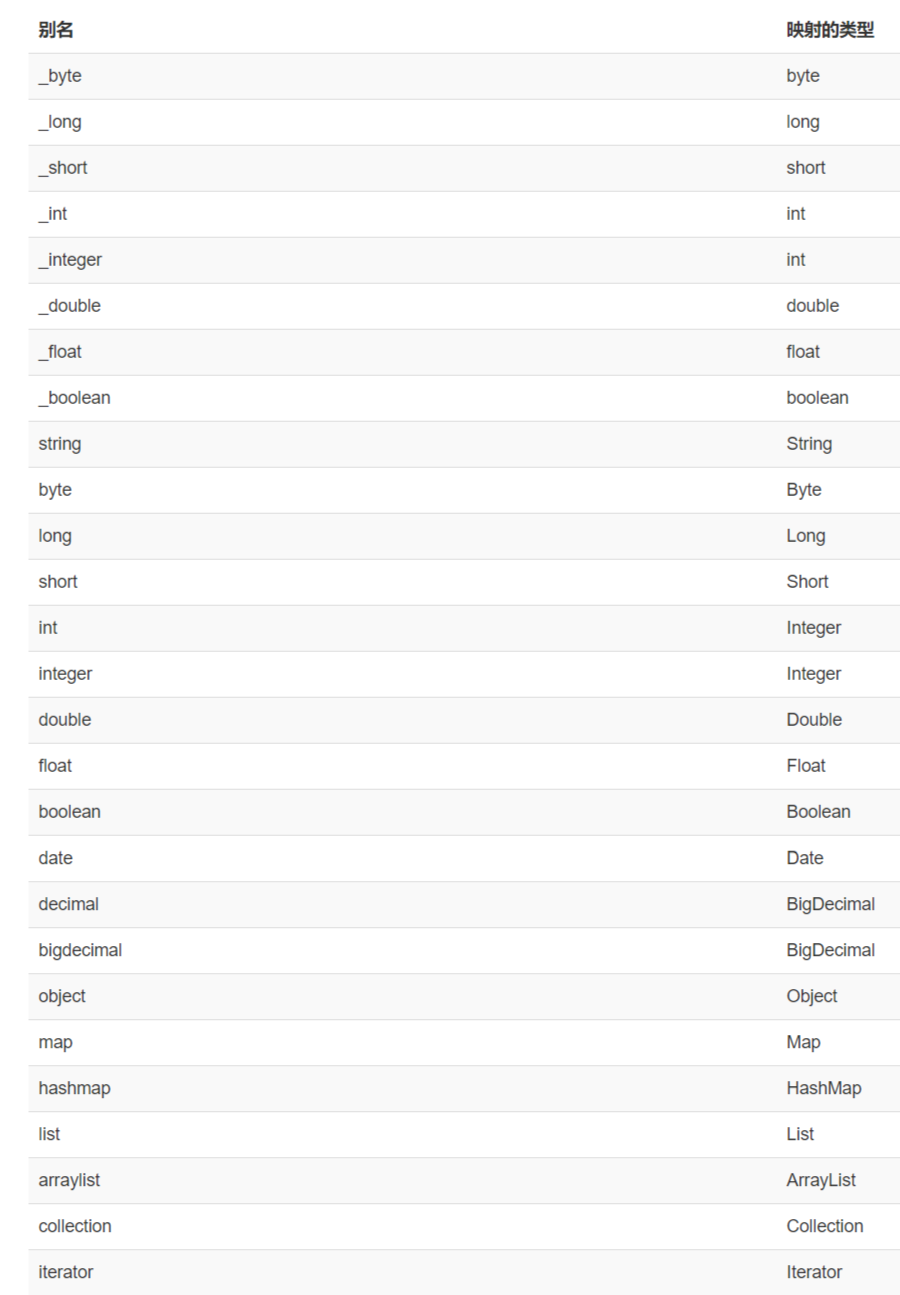 别名 映射的类型
_byte byte
_long long
_short short
_int int
_integer int
_double double
_float float
_boolean boolean
string String
byte Byte
long Long
short Short
int Integer
integer Integer
double Double
float Float
boolean Boolean
date Date
decimal BigDecimal
bigdecimal BigDecimal
object Object
map Map
hashmap HashMap
list List
arraylist ArrayList
collection Collection
iterator Iterator